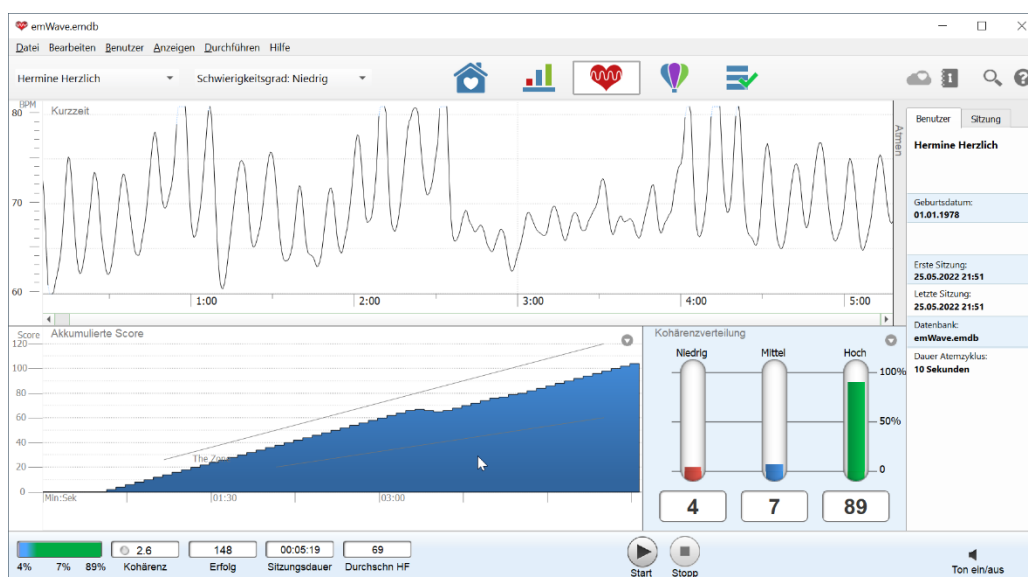 emWave.emdb
Datei Bearbeiten Benutzer Anzeigen Durchführen Hilfe
Hermine Herzlich
Schwierigkeitsgrad: Niedrig
BPM
Kurzzeit
80
70
60
1:00 2:00 3:00 4:00 5:00
Atmen
Benutzer Sitzung
Hermine Herzlich
Geburtsdatum:
01.01.1978
Erste Sitzung:
25.05.2022 21:51
Letzte Sitzung:
25.05.2022 21:51
Datenbank:
emWave.emdb
Dauer Atemzyklus:
10 Sekunden
Score Akkumulierte Score
120
100
80
60
40
20
0
The Zon
Min:Sek 01:30 03:00
Kohärenzverteilung
Niedrig Mittel Hoch
100%
50%
0
4 7 89
4% 7% 89%
2.6
Kohärenz
148
Erfolg
00:05:19
Sitzungsdauer
69
Durchschn HF
Start Stopp
Ton ein/aus